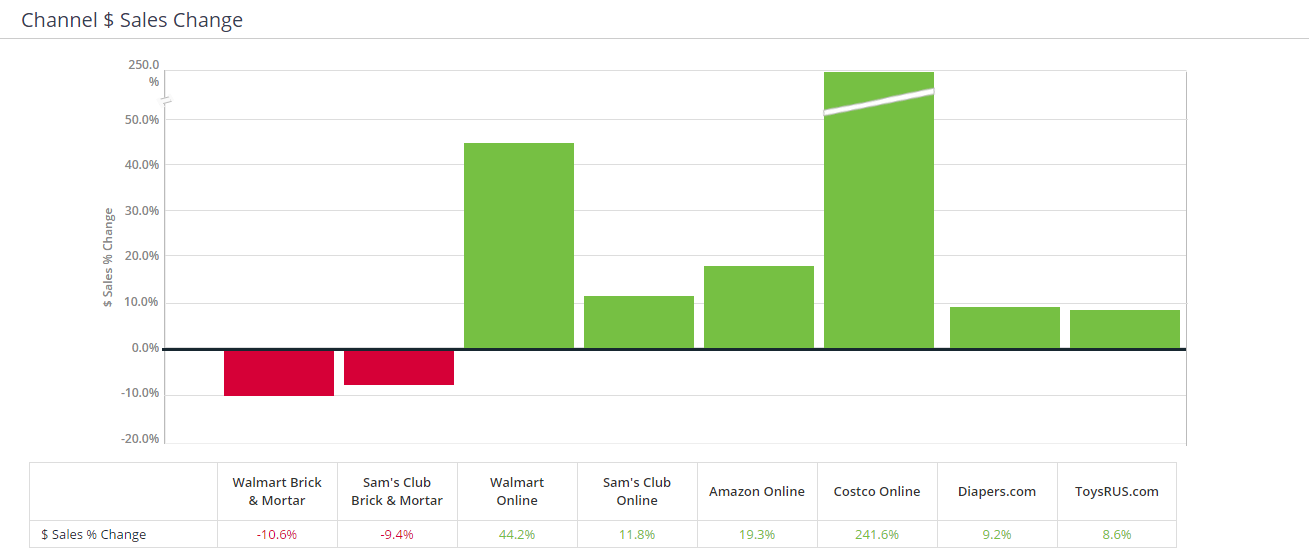 Channel $ Sales Change
250.0
%
50.0%
40.0%
30.0%
20.0%
10.0%
0.0%
-10.0%
-20.0%
$ Sales % Change
Walmart Brick
& Mortar
Sam's Club
Brick & Mortar
Walmart
Online
Sam's Club
Online
Amazon Online
Costco Online
Diapers.com
ToysRUS.com
$ Sales % Change -10.6% -9.4% 44.2% 11.8% 19.3% 241.6% 9.2% 8.6%